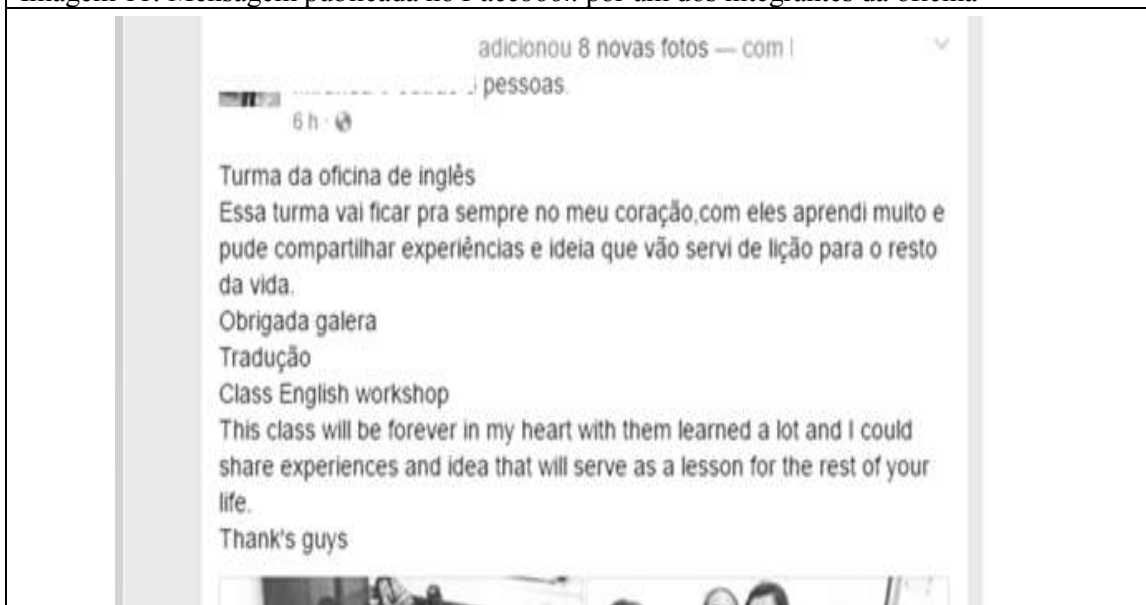 adicionou 8 novas fotos — com
pessoas.
6 h ·
Turma da oficina de inglês
Essa turma vai ficar pra sempre no meu coração,com eles aprendi muito e
pude compartilhar experiências e ideia que vão servi de lição para o resto
da vida.
Obrigada galera
Tradução
Class English workshop
This class will be forever in my heart with them learned a lot and I could
share experiences and idea that will serve as a lesson for the rest of your
life.
Thank's guys